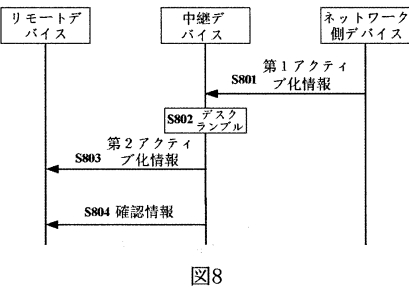 リモートデ
バイス
中継デ
バイス
ネットワーク
側デバイス
第1アクティ
S801 ブ化情報
S802 デスク
ランブル
第2アクティ
S803 ブ化情報
S804 確認情報
図8